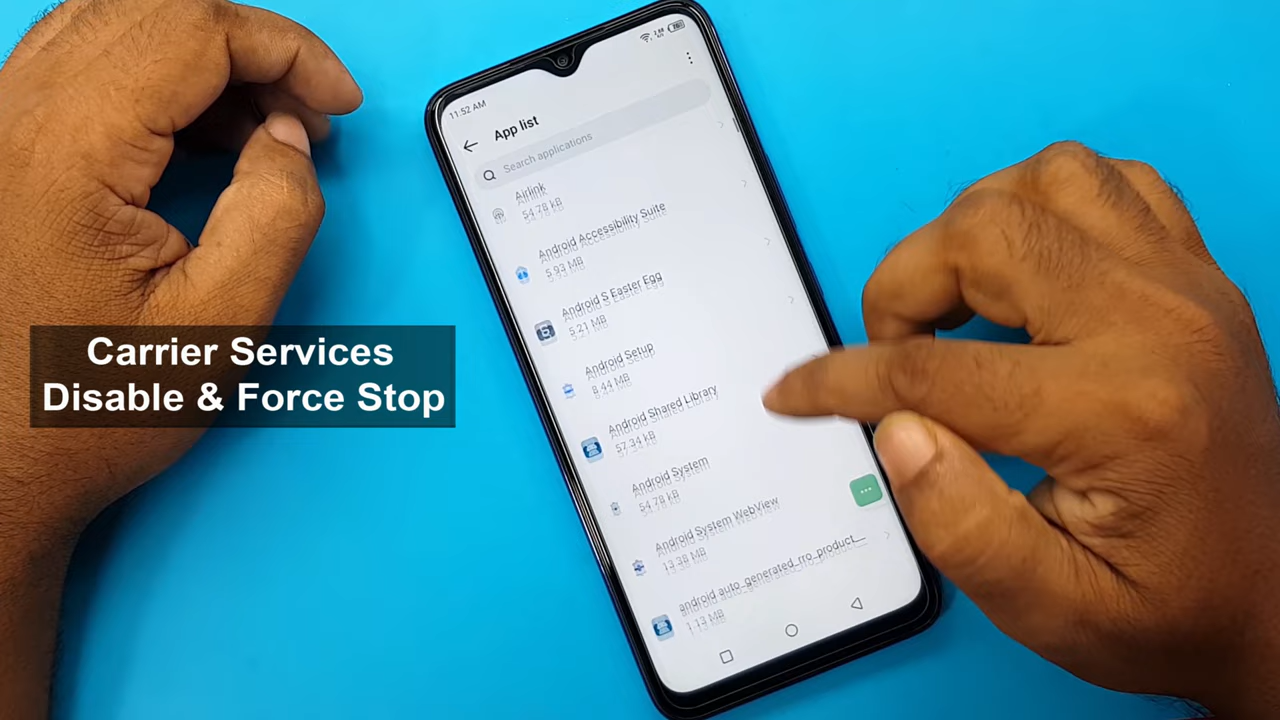 11:52 AM
App list
Search applications
Airlink
54.78 kB
Android Accessibility Suite
5.93 MB
Android S Easter Egg
5.21 MB
Android Setup
8.44 MB
Android Shared Library
57.34 kB
Android System
54.78 kB
Android System WebView
13.38 MB
android.auto_generated_rro_product__
1.13 MB
Carrier Services
Disable & Force Stop